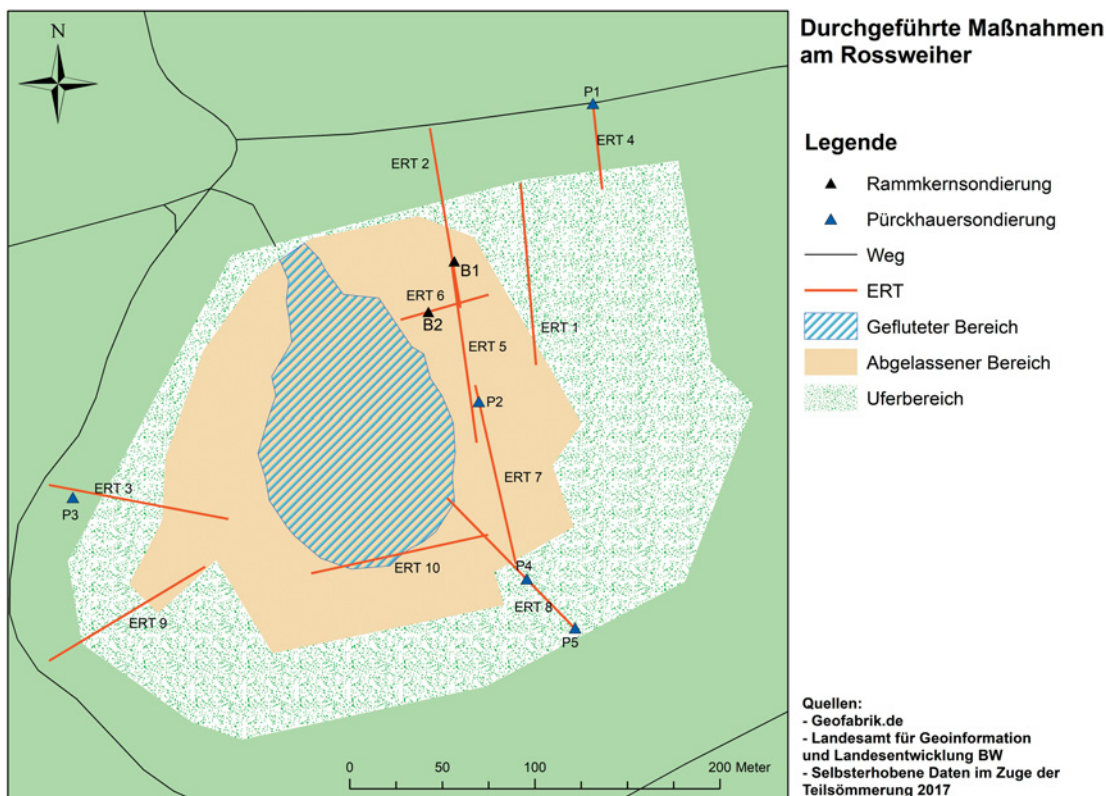 Durchgeführte Maßnahmen
am Rossweiher
Legende
Rammkernsondierung
Pürckhauersondierung
Weg
ERT
Gefluteter Bereich
Abgelassener Bereich
Uferbereich
Quellen:
- Geofabrik.de
- Landesamt für Geoinformation
und Landesentwicklung BW
- Selbsterhobene Daten im Zuge der
Teilsömmerung 2017
N
P1
ERT 4
ERT 2
B1
ERT 6
B2
ERT 1
ERT 5
P2
ERT 7
ERT 3
P3
P4
ERT 10
ERT 8
ERT 9
P5
0 50 100 200 Meter